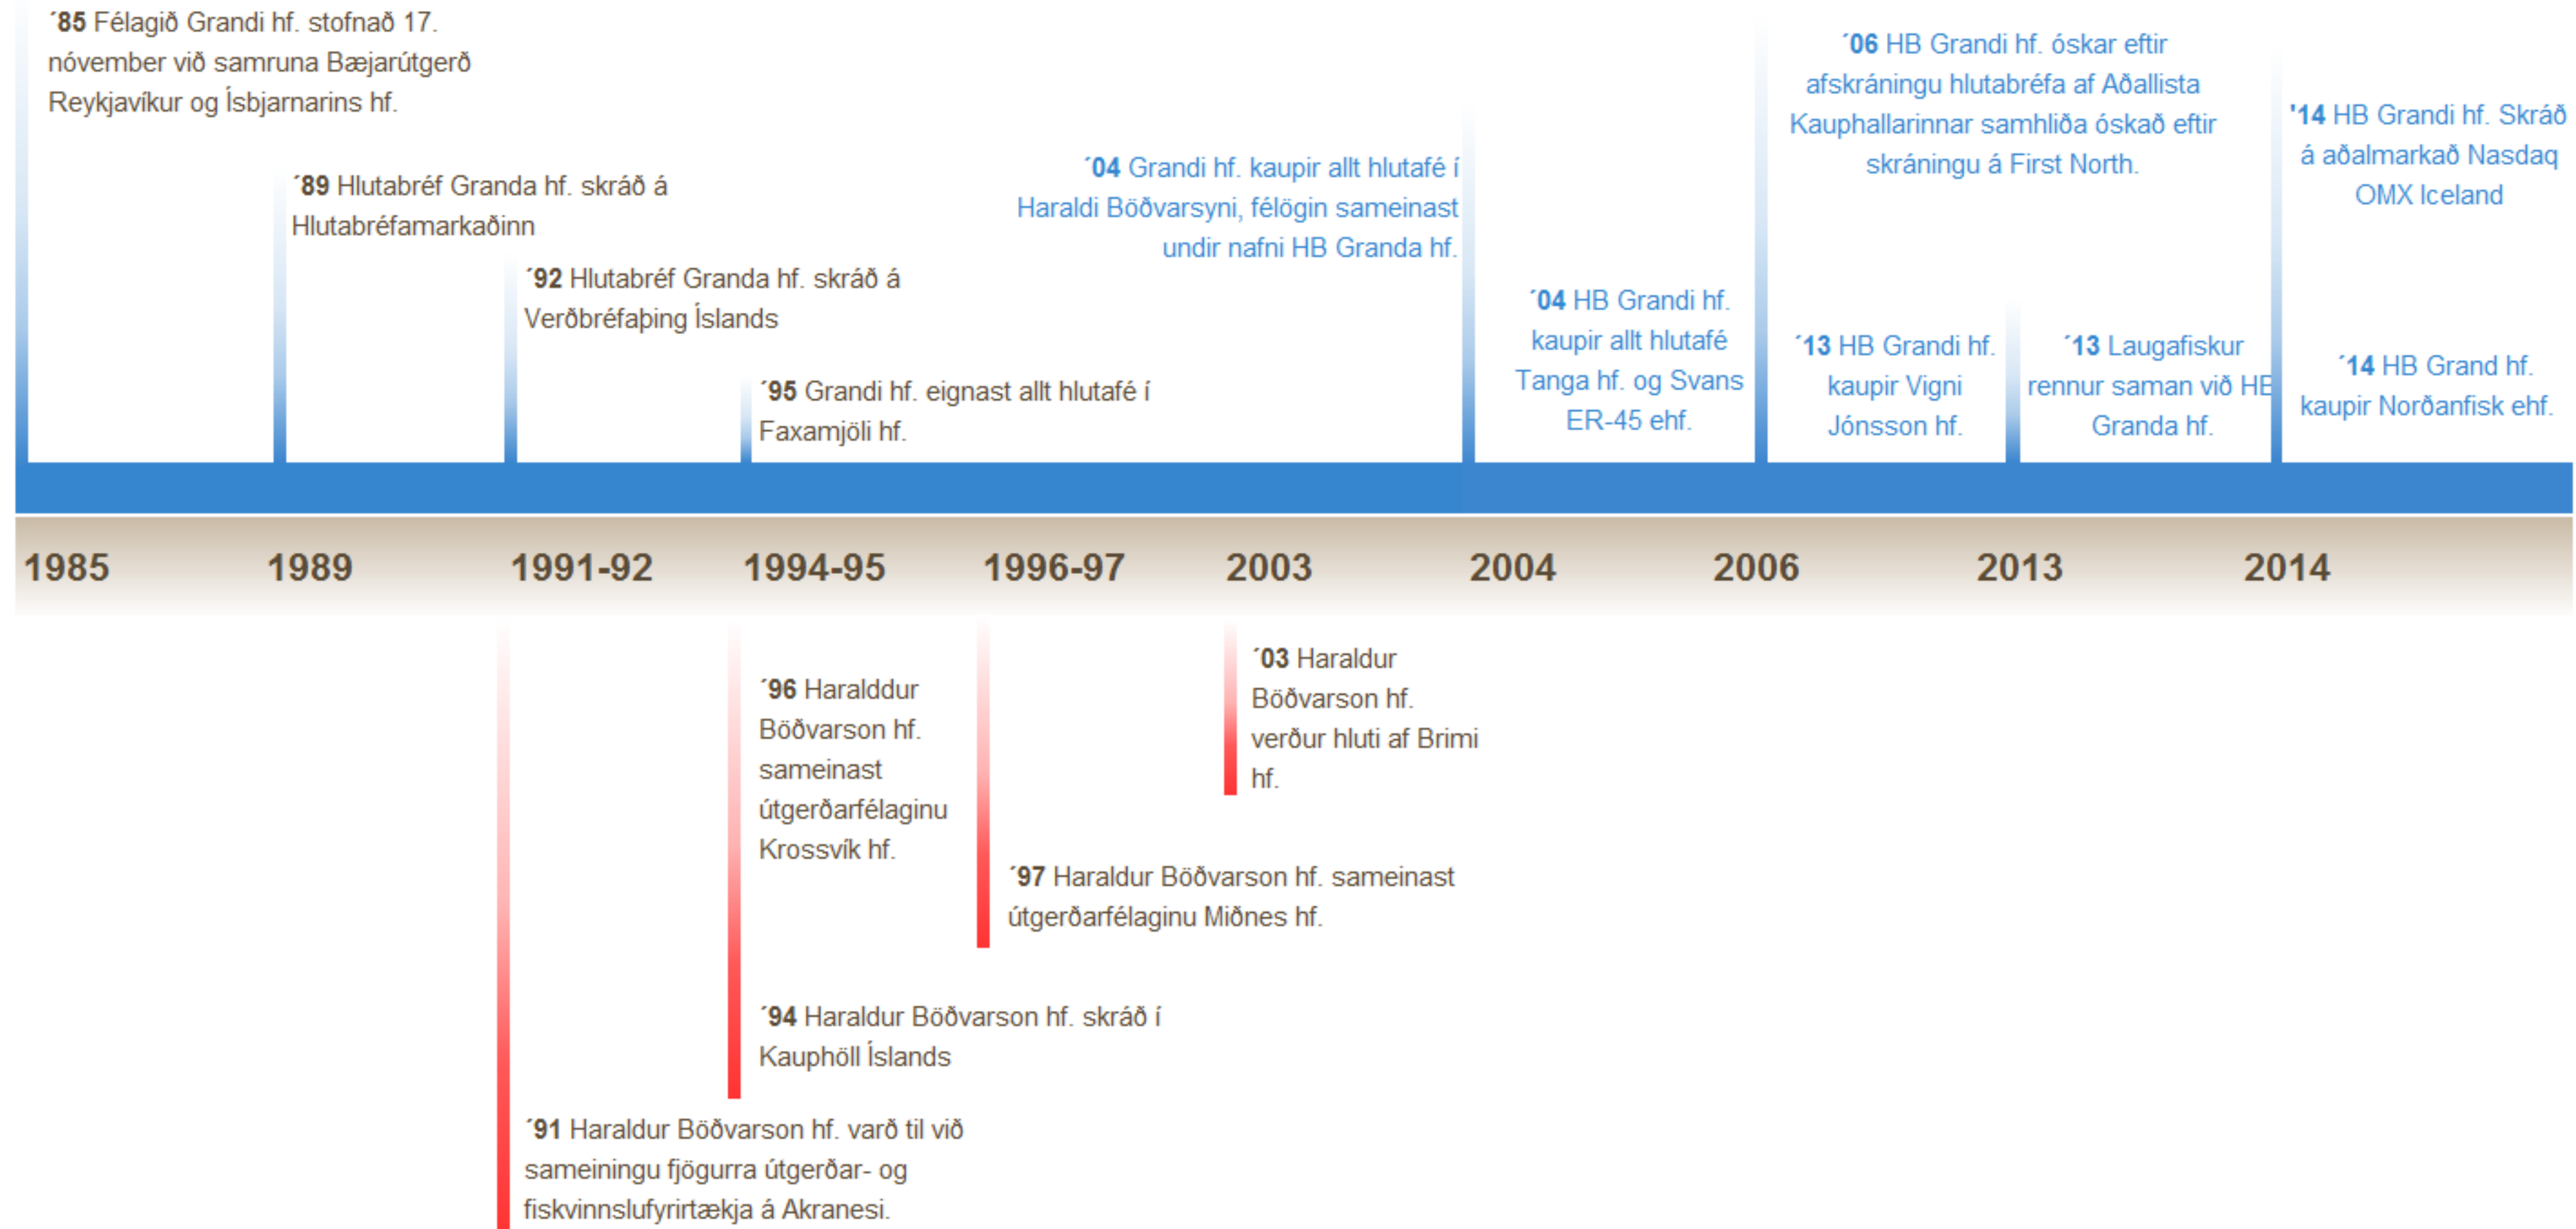 ´85 Félagið Grandi hf. stofnað 17.
nóvember við samruna Bæjarútgerð
Reykjavíkur og Ísbjarnarins hf.
´89 Hlutabréf Granda hf. skráð á
Hlutabréfamarkaðinn
´92 Hlutabréf Granda hf. skráð á
Verðbréfaþing Íslands
´95 Grandi hf. eignast allt hlutafé í
Faxamjöli hf.
´04 Grandi hf. kaupir allt hlutafé í
Haraldi Böðvarsyni, félögin sameinast
undir nafni HB Granda hf.
´04 HB Grandi hf.
kaupir allt hlutafé
Tanga hf. og Svans
ER-45 ehf.
´06 HB Grandi hf. óskar eftir
afskráningu hlutabréfa af Aðallista
Kauphallarinnar samhliða óskað eftir
skráningu á First North.
´13 HB Grandi hf.
kaupir Vigni
Jónsson hf.
´13 Laugafiskur
rennur saman við HB
Granda hf.
'14 HB Grandi hf. Skráð
á aðalmarkað Nasdaq
OMX Iceland
´14 HB Grand hf.
kaupir Norðanfisk ehf.
1985 1989 1991-92 1994-95 1996-97 2003 2004 2006 2013 2014
´03 Haraldur
Böðvarson hf.
verður hluti af Brimi
hf.
´96 Haralddur
Böðvarson hf.
sameinast
útgerðarfélaginu
Krossvík hf.
´97 Haraldur Böðvarson hf. sameinast
útgerðarfélaginu Miðnes hf.
´94 Haraldur Böðvarson hf. skráð í
Kauphöll Íslands
´91 Haraldur Böðvarson hf. varð til við
sameiningu fjögurra útgerðar- og
fiskvinnslufyrirtækja á Akranesi.